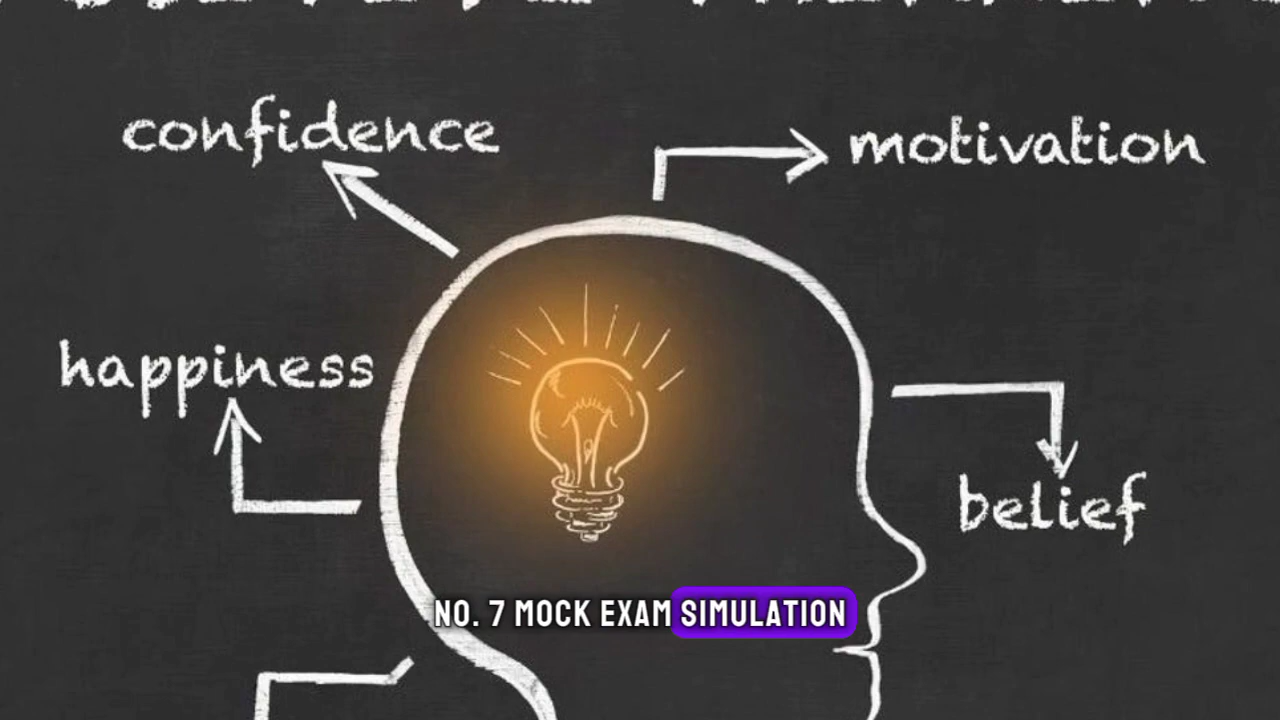 confidence
motivation
happiness
belief
NO. 7 MOCK EXAM SIMULATION